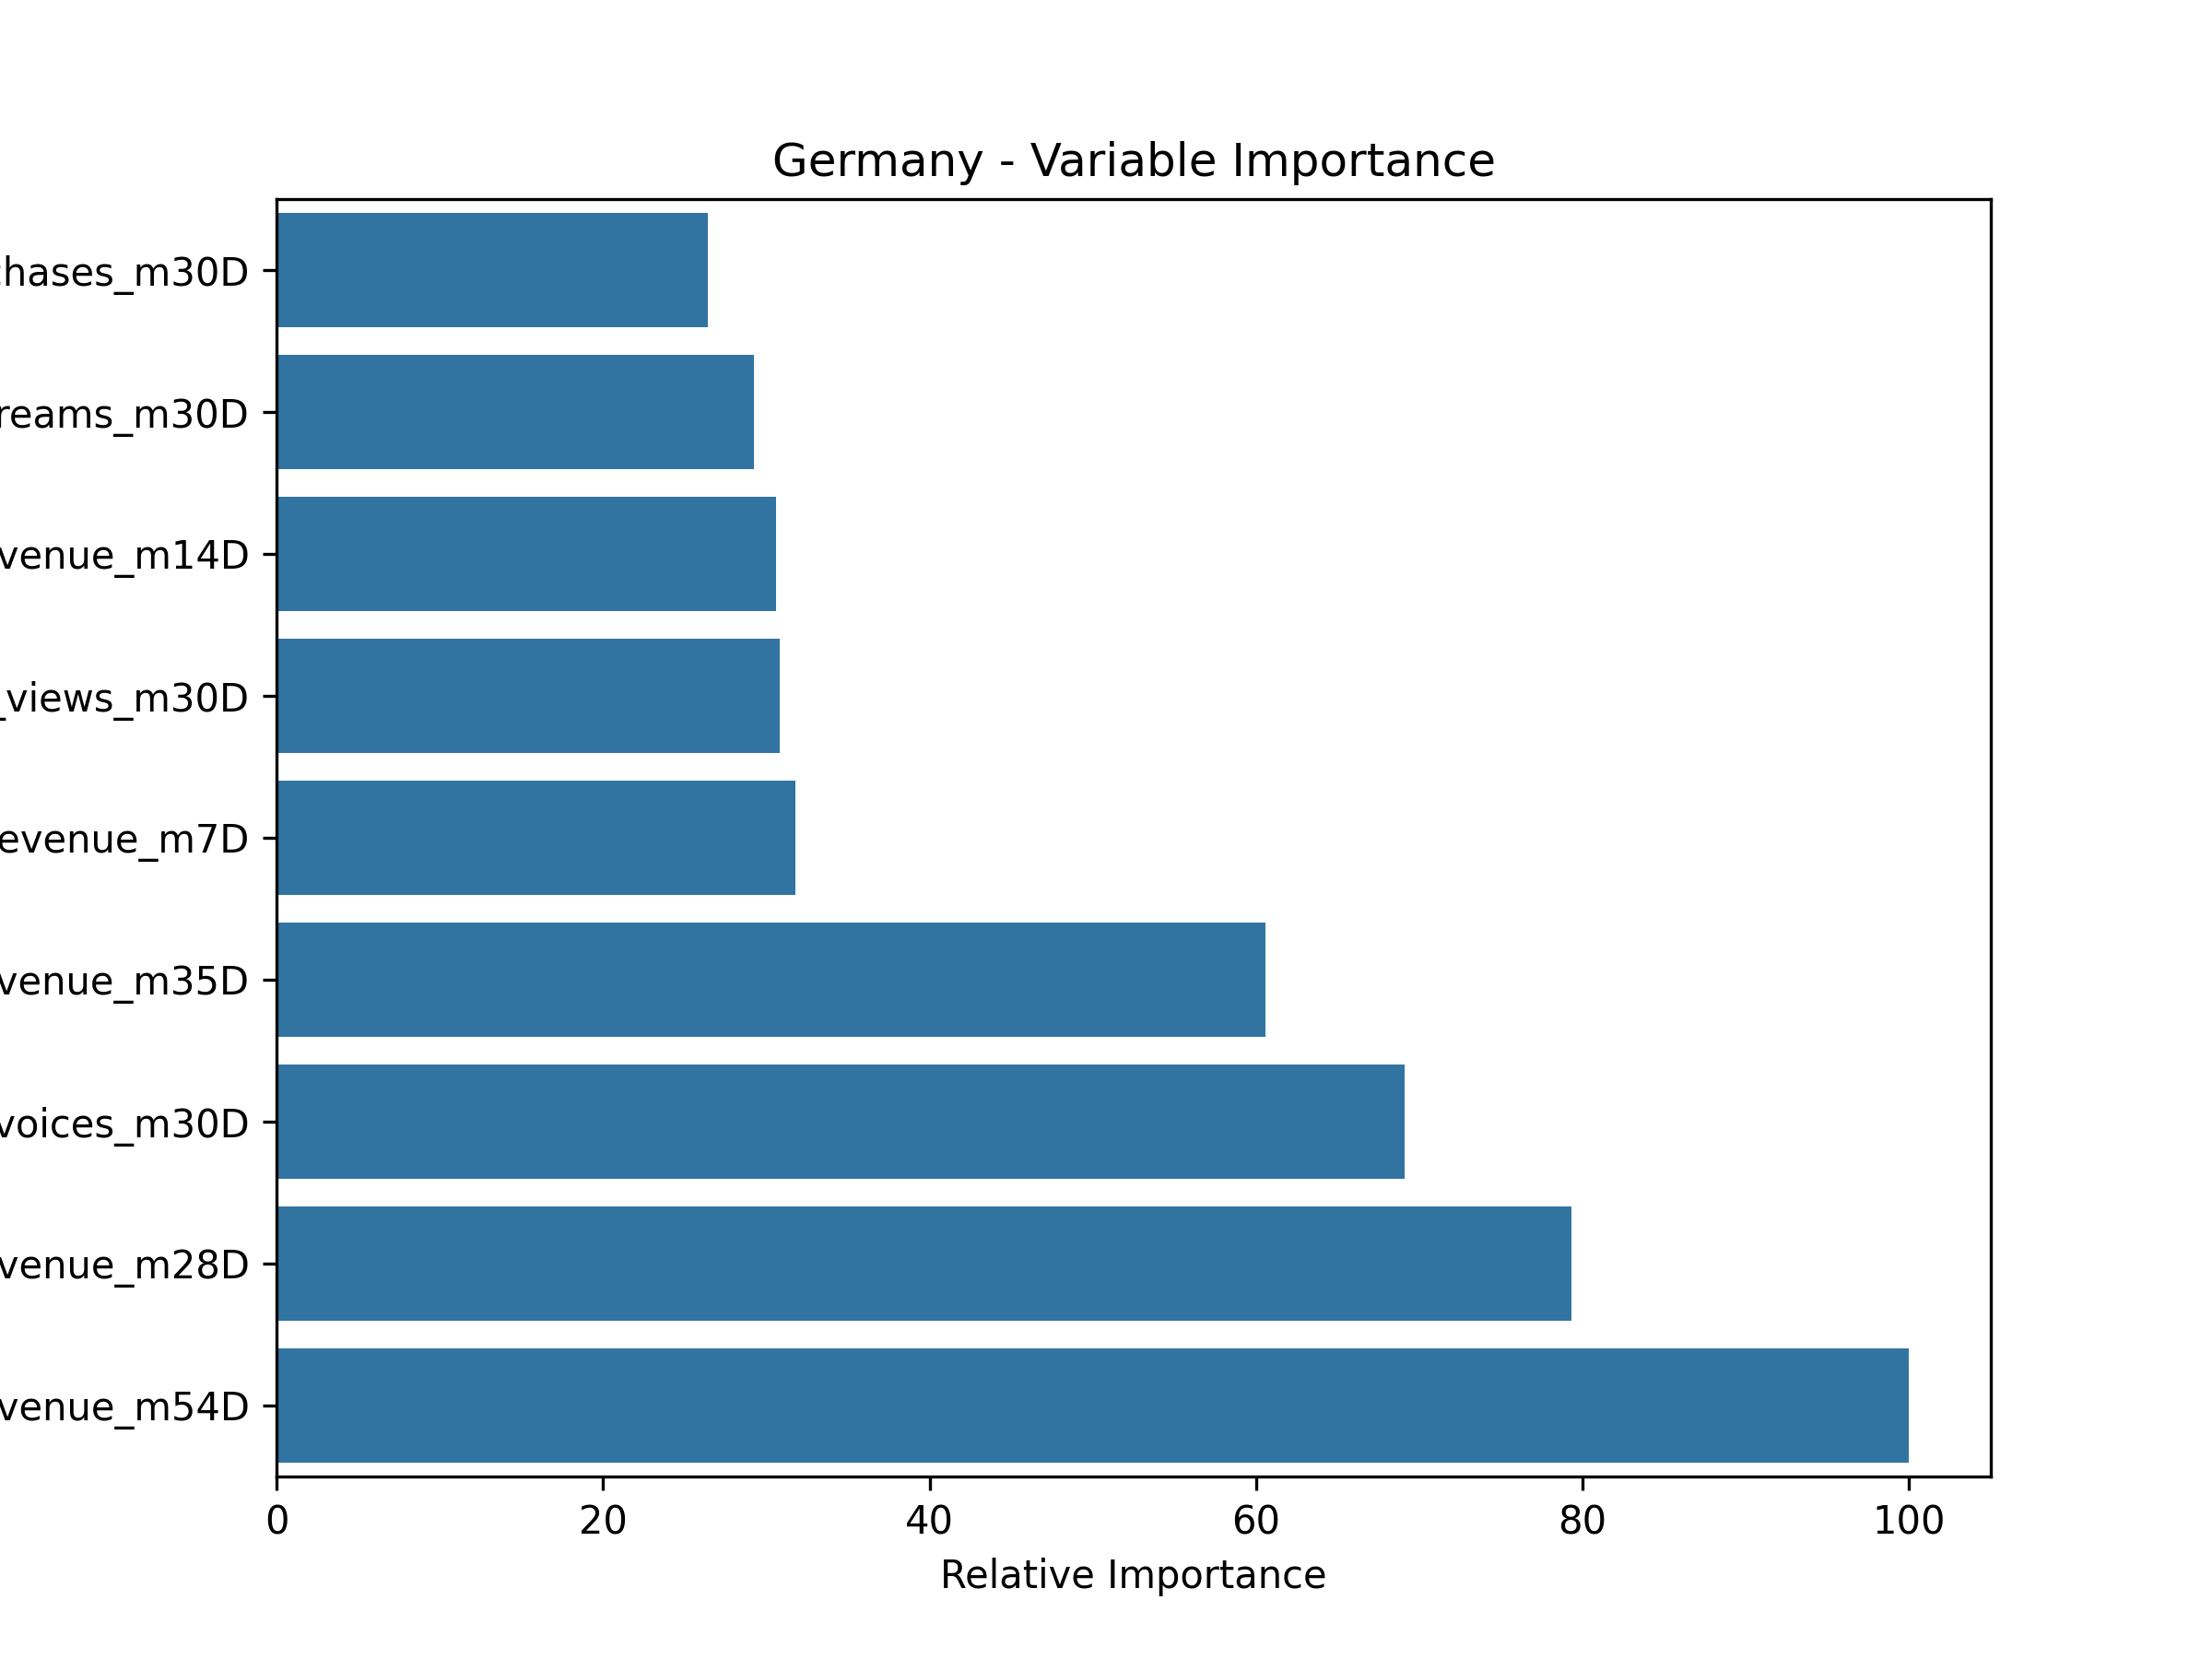 Germany - Variable Importance
chases_m30D
reams_m30D
venue_m14D
_views_m30D
evenue_m7D
venue_m35D
voices_m30D
venue_m28D
venue_m54D
0 20 40 60 80 100
Relative Importance